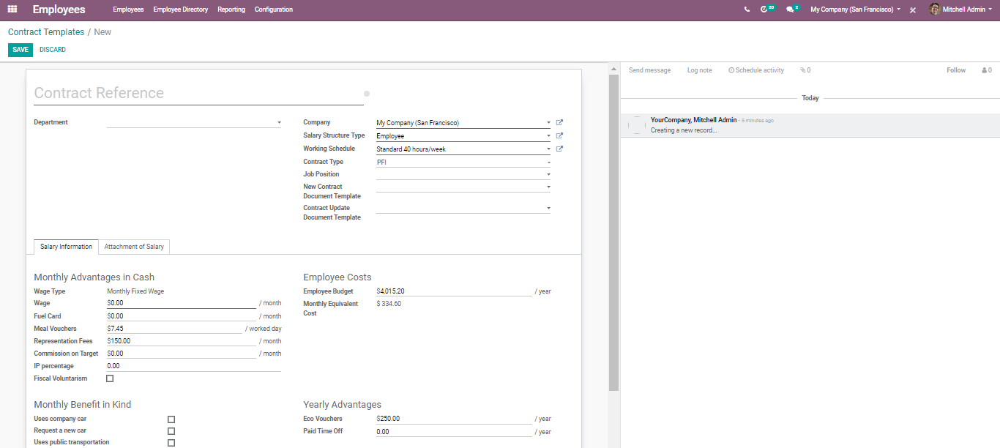 Employees Employees Employee Directory Reporting Configuration 20 2 My Company (San Francisco) Mitchell Admin
Contract Templates / New
SAVE DISCARD
Send message Log note Schedule activity 0 Follow 0
Today
YourCompany, Mitchell Admin - 5 minutes ago
Creating a new record...
Contract Reference
Department
Company My Company (San Francisco)
Salary Structure Type Employee
Working Schedule Standard 40 hours/week
Contract Type PFI
Job Position
New Contract
Document Template
Contract Update
Document Template
Salary Information Attachment of Salary
Monthly Advantages in Cash
Wage Type Monthly Fixed Wage
Wage $0.00 / month
Fuel Card $0.00 / month
Meal Vouchers $7.45 / worked day
Representation Fees $150.00 / month
Commission on Target $0.00 / month
IP percentage 0.00
Fiscal Voluntarism
Employee Costs
Employee Budget $4,015.20 / year
Monthly Equivalent
Cost $ 334.60
Monthly Benefit in Kind
Uses company car
Request a new car
Uses public transportation
Yearly Advantages
Eco Vouchers $250.00 / year
Paid Time Off 0.00 / year